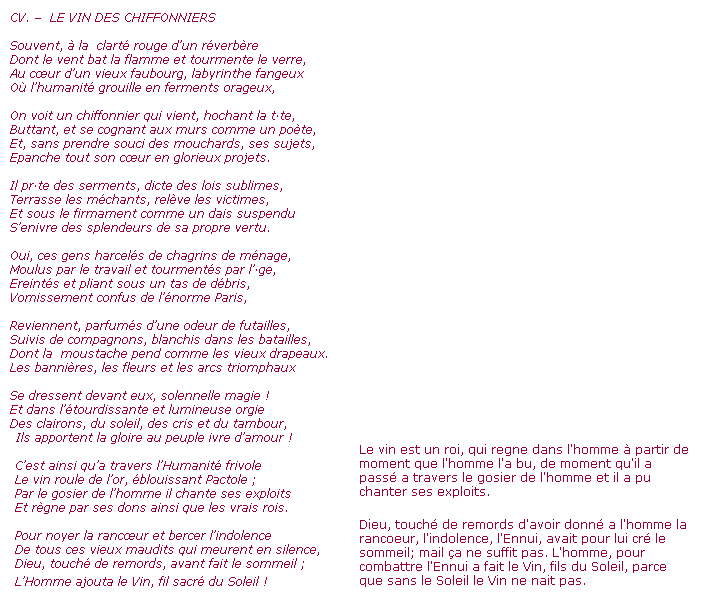 CV. – LE VIN DES CHIFFONNIERS
Souvent, à la clarté rouge d’un réverbère
Dont le vent bat la flamme et tourmente le verre,
Au cœur d’un vieux faubourg, labyrinthe fangeux
Où l’humanité grouille en ferments orageux,
On voit un chiffonnier qui vient, hochant la t·te,
Buttant, et se cognant aux murs comme un poète,
Et, sans prendre souci des mouchards, ses sujets,
Epanche tout son cœur en glorieux projets.
Il pr·te des serments, dicte des lois sublimes,
Terrasse les méchants, relève les victimes,
Et sous le firmament comme un dais suspendu
S’enivre des splendeurs de sa propre vertu.
Oui, ces gens harcelés de chagrins de ménage,
Moulus par le travail et tourmentés par l’·ge,
Ereintés et pliant sous un tas de débris,
Vomissement confus de l’énorme Paris,
Reviennent, parfumés d’une odeur de futailles,
Suivis de compagnons, blanchis dans les batailles,
Dont la moustache pend comme les vieux drapeaux.
Les bannières, les fleurs et les arcs triomphaux
Se dressent devant eux, solennelle magie !
Et dans l’étourdissante et lumineuse orgie
Des clairons, du soleil, des cris et du tambour,
Ils apportent la gloire au peuple ivre d’amour !
C’est ainsi qu’a travers l’Humanité frivole
Le vin roule de l’or, éblouissant Pactole ;
Par le gosier de l’homme il chante ses exploits
Et règne par ses dons ainsi que les vrais rois.
Pour noyer la rancœur et bercer l’indolence
De tous ces vieux maudits qui meurent en silence,
Dieu, touché de remords, avant fait le sommeil ;
L’Homme ajouta le Vin, fil sacré du Soleil !
Le vin est un roi, qui regne dans l'homme à partir de
moment que l'homme l'a bu, de moment qu'il a
passé a travers le gosier de l'homme et il a pu
chanter ses exploits.
Dieu, touché de remords d'avoir donné a l'homme la
rancoeur, l'indolence, l'Ennui, avait pour lui cré le
sommeil; mail ça ne suffit pas. L'homme, pour
combattre l'Ennui a fait le Vin, fils du Soleil, parce
que sans le Soleil le Vin ne nait pas.